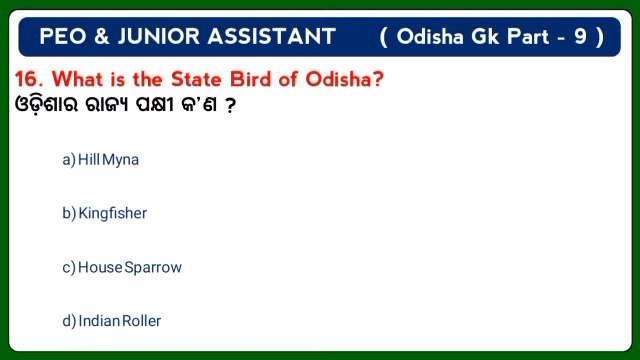 PEO & JUNIOR ASSISTANT ( Odisha Gk Part - 9 )
16. What is the State Bird of Odisha?
ଓଡ଼ିଶାର ରାଜ୍ୟ ପକ୍ଷୀ କ'ଣ ?
a) Hill Myna
b) Kingfisher
c) House Sparrow
d) Indian Roller